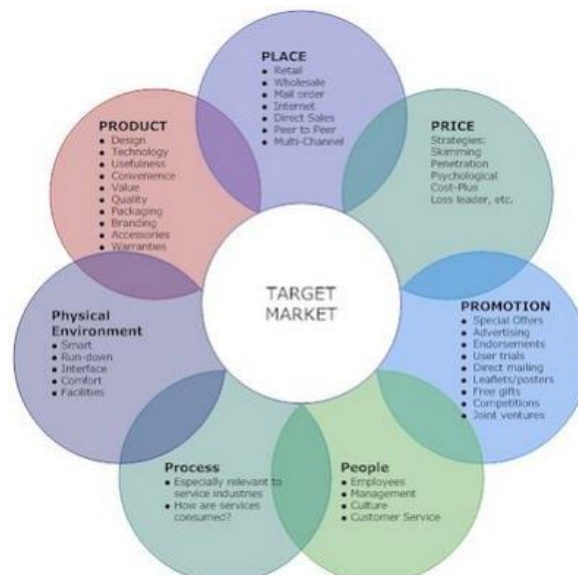 PLACE
• Retail
• Wholesale
• Mail order
• Internet
• Direct Sales
• Peer to Peer
• Multi-Channel
PRODUCT
• Design
• Technology
• Usefulness
• Convenience
• Value
• Quality
• Packaging
• Branding
• Accessories
• Warranties
PRICE
Strategies:
Skimming
Penetration
Psychological
Cost-Plus
Loss leader, etc.
TARGET
MARKET
Physical
Environment
• Smart
• Run-down
• Interface
• Comfort
• Facilities
PROMOTION
• Special Offers
• Advertising
• Endorsements
• User trials
• Direct mailing
• Leaflets/posters
• Free gifts
• Competitions
• Joint ventures
Process
• Especially relevant to
service industries
• How are services
consumed?
People
• Employees
• Management
• Culture
• Customer Service